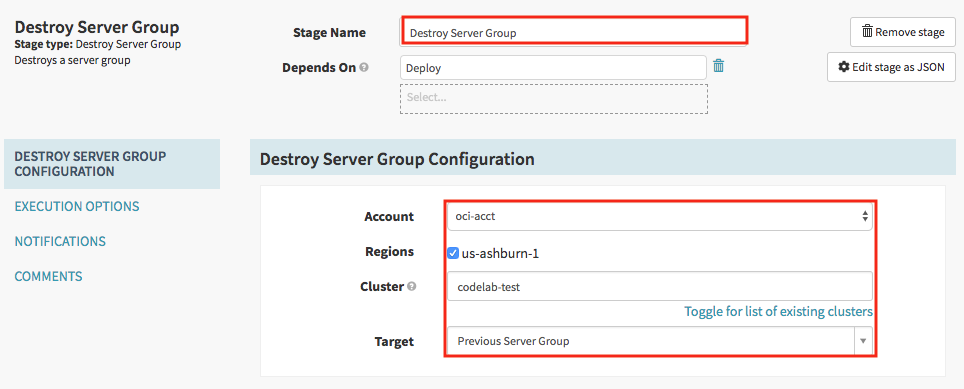 Destroy Server Group
Stage type: Destroy Server Group
Destroys a server group
Stage Name
Destroy Server Group
Remove stage
Depends On
Deploy
Edit stage as JSON
Select...
DESTROY SERVER GROUP
CONFIGURATION
EXECUTION OPTIONS
NOTIFICATIONS
COMMENTS
Destroy Server Group Configuration
Account
oci-acct
Regions
us-ashburn-1
Cluster
codelab-test
Toggle for list of existing clusters
Target
Previous Server Group